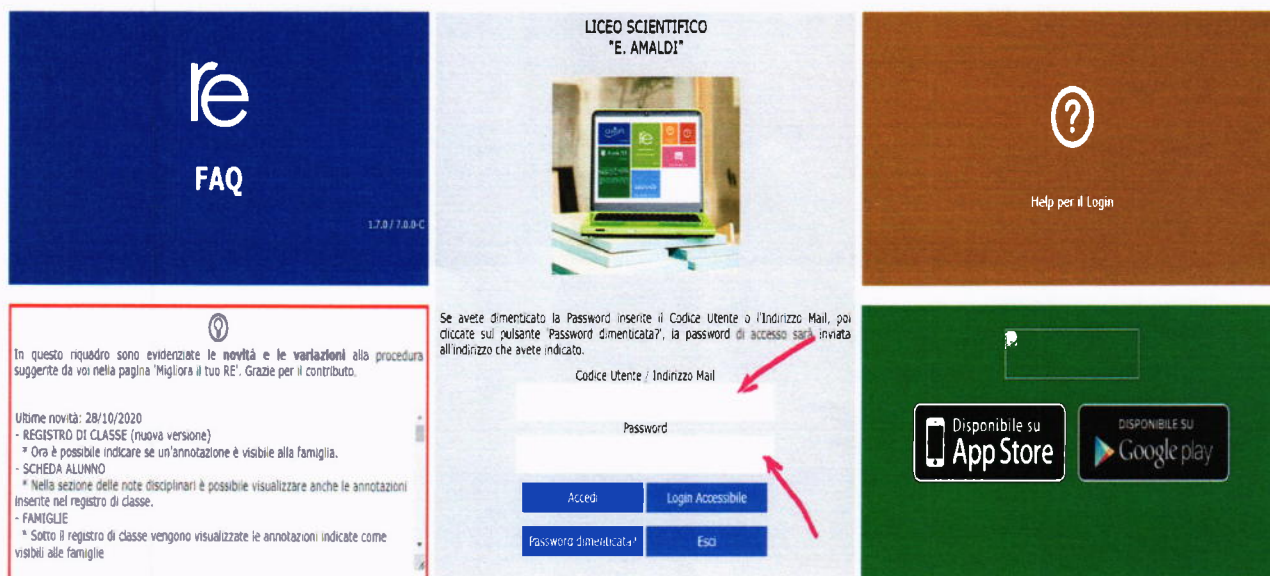 re
FAQ
1.7.0 / 7.0.0-C
LICEO SCIENTIFICO
"E. AMALDI"
Help per il Login
In questo riquadro sono evidenziate le novità e le variazioni alla procedura
suggerite da voi nella pagina 'Migliora il tuo RE'. Grazie per il contributo.
Ultime novità: 28/10/2020
- REGISTRO DI CLASSE (nuova versione)
* Ora è possibile indicare se un'annotazione è visibile alla famiglia.
- SCHEDA ALUNNO
* Nella sezione delle note disciplinari è possibile visualizzare anche le annotazioni
inserite nel registro di classe.
- FAMIGLIE
* Sotto il registro di classe vengono visualizzate le annotazioni indicate come
visibili alle famiglie
Se avete dimenticato la Password inserite il Codice Utente o l'Indirizzo Mail, poi
cliccate sul pulsante 'Password dimenticata?', la password di accesso sarà inviata
all'indirizzo che avete indicato.
Codice Utente / Indirizzo Mail
Password
Accedi
Login Accessibile
Password dimenticata?
Esci
Disponibile su
App Store
DISPONIBILE SU
Google play